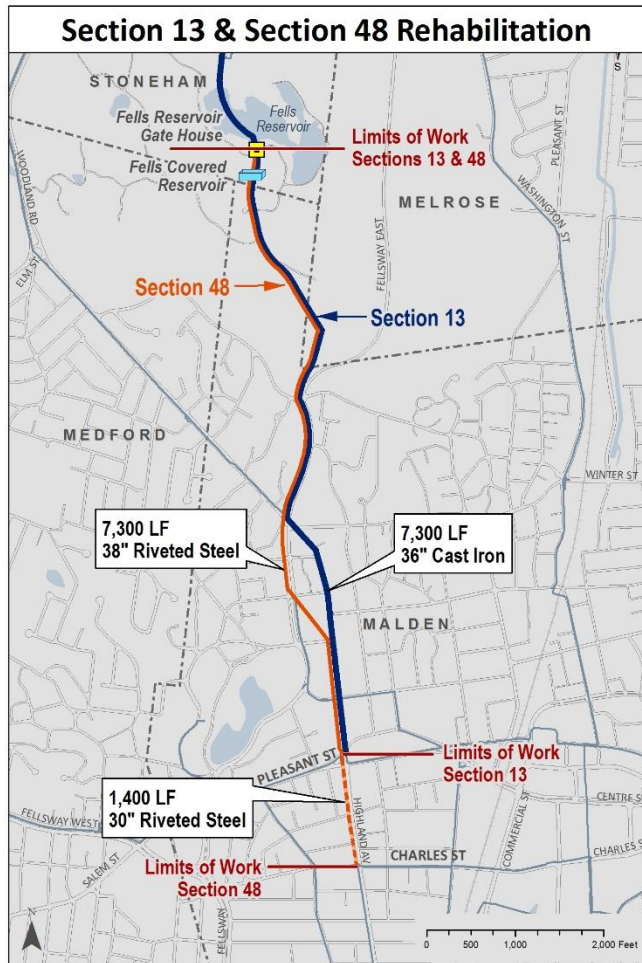 Section 13 & Section 48 Rehabilitation
STONEHAM
Fells Reservoir
Gate House
Fells
Reservoir
Limits of Work
Sections 13 & 48
Fells Covered
Reservoir
WOODLAND RD
PLEASANT ST
WASHINGTON ST
MELROSE
FELLSWAY EAST
ELM ST
Section 48
Section 13
MEDFORD
WINTER ST
7,300 LF
38" Riveted Steel
7,300 LF
36" Cast Iron
MALDEN
PLEASANT ST
Limits of Work
Section 13
1,400 LF
30" Riveted Steel
CENTRE ST
COMMERCIAL ST
HIGHLAND AV
FELLSWAY WEST
SALEM ST
FELLSWAY
CHARLES ST
CHARLES S
Limits of Work
Section 48
N
0 500 1,000 2,000 Feet